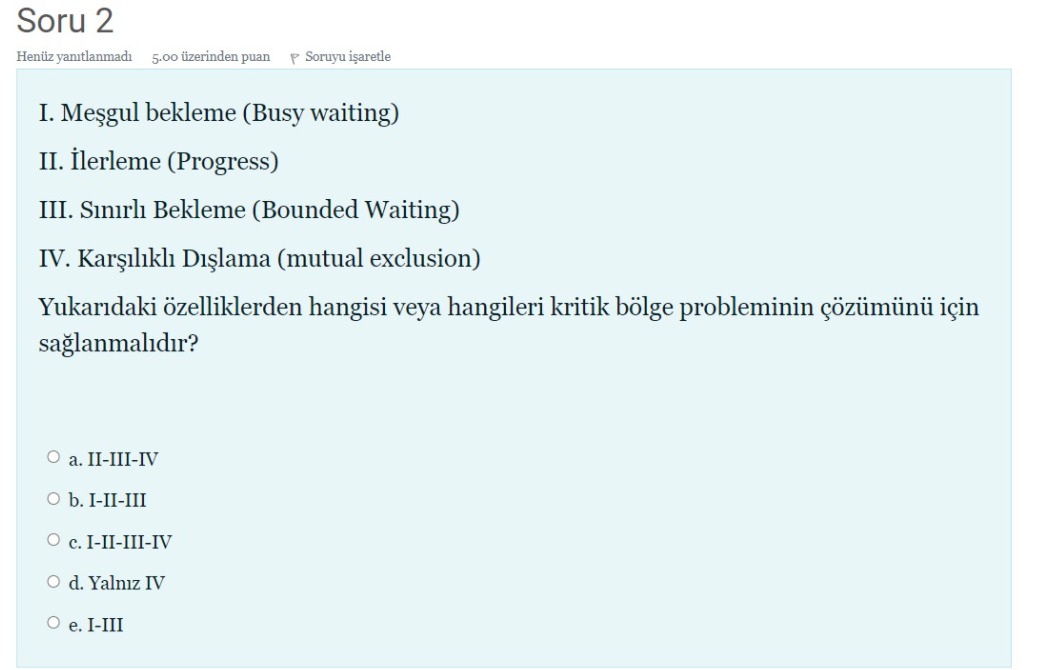 Soru 2
Henüz yanıtlanmadı 5.00 üzerinden puan Soruyu işaretle
I. Meşgul bekleme (Busy waiting)
II. İlerleme (Progress)
III. Sınırlı Bekleme (Bounded Waiting)
IV. Karşılıklı Dışlama (mutual exclusion)
Yukarıdaki özelliklerden hangisi veya hangileri kritik bölge probleminin çözümünü için
sağlanmalıdır?
a. II-III-IV
b. I-II-III
c. I-II-III-IV
d. Yalnız IV
e. I-III